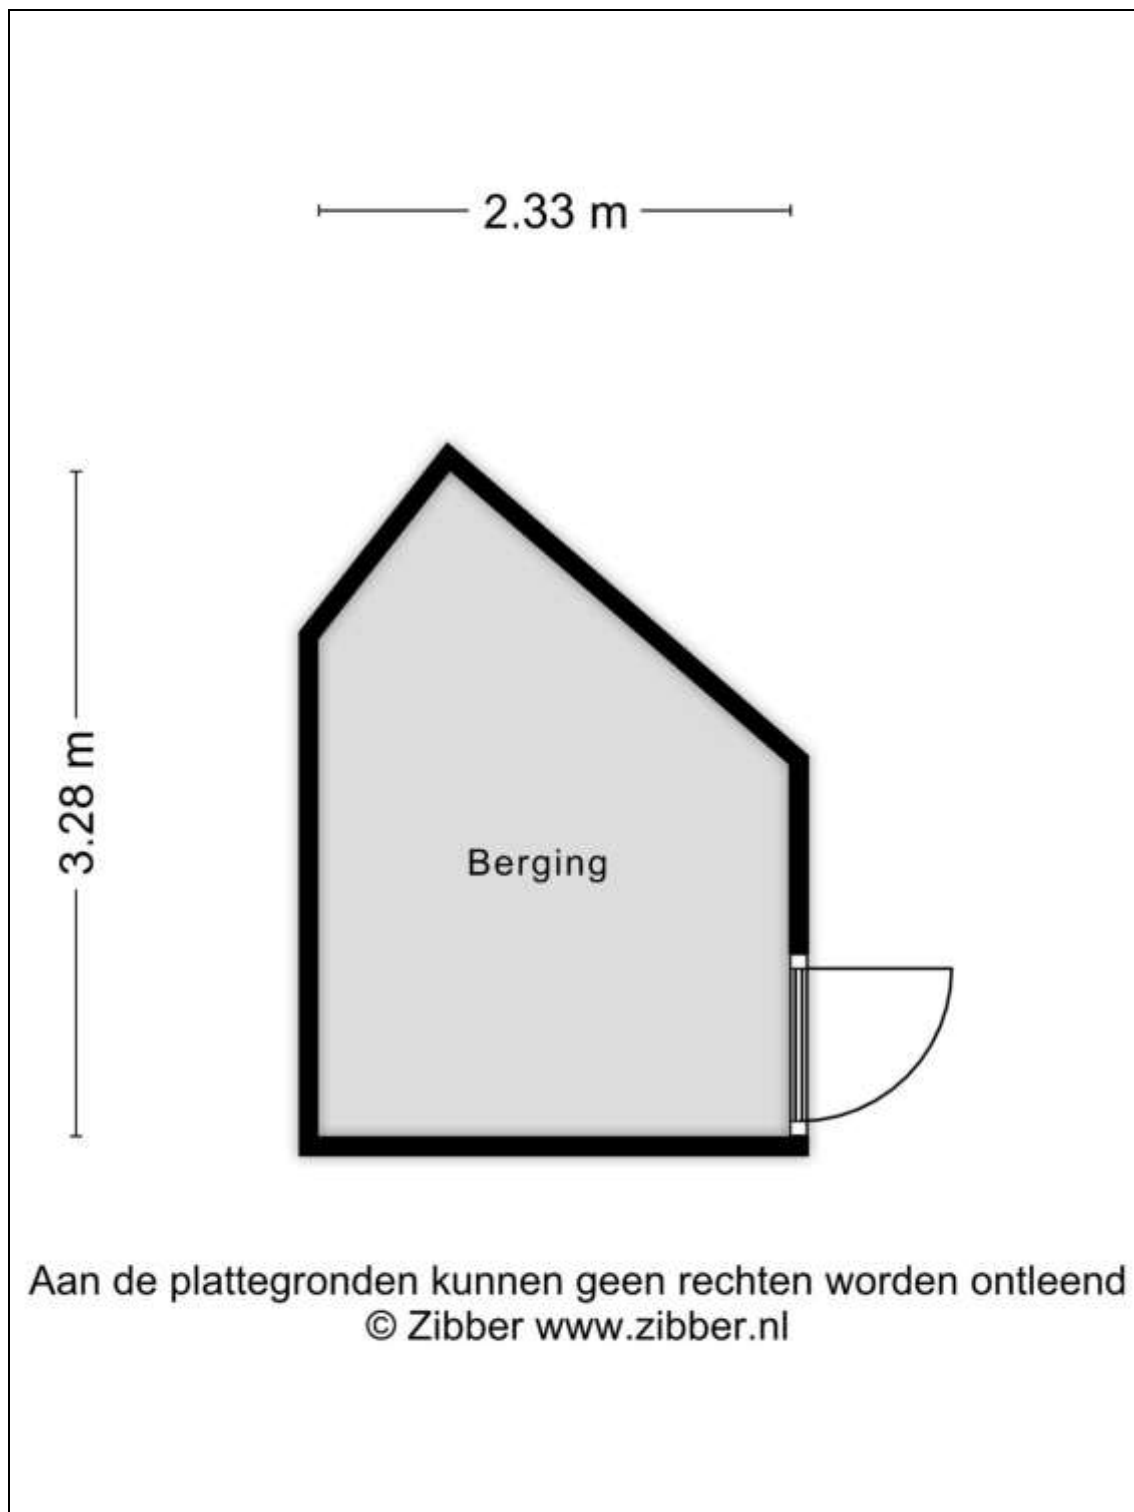 2.33 m
3.28 m
Berging
Aan de plattegronden kunnen geen rechten worden ontleend
© Zibber www.zibber.nl